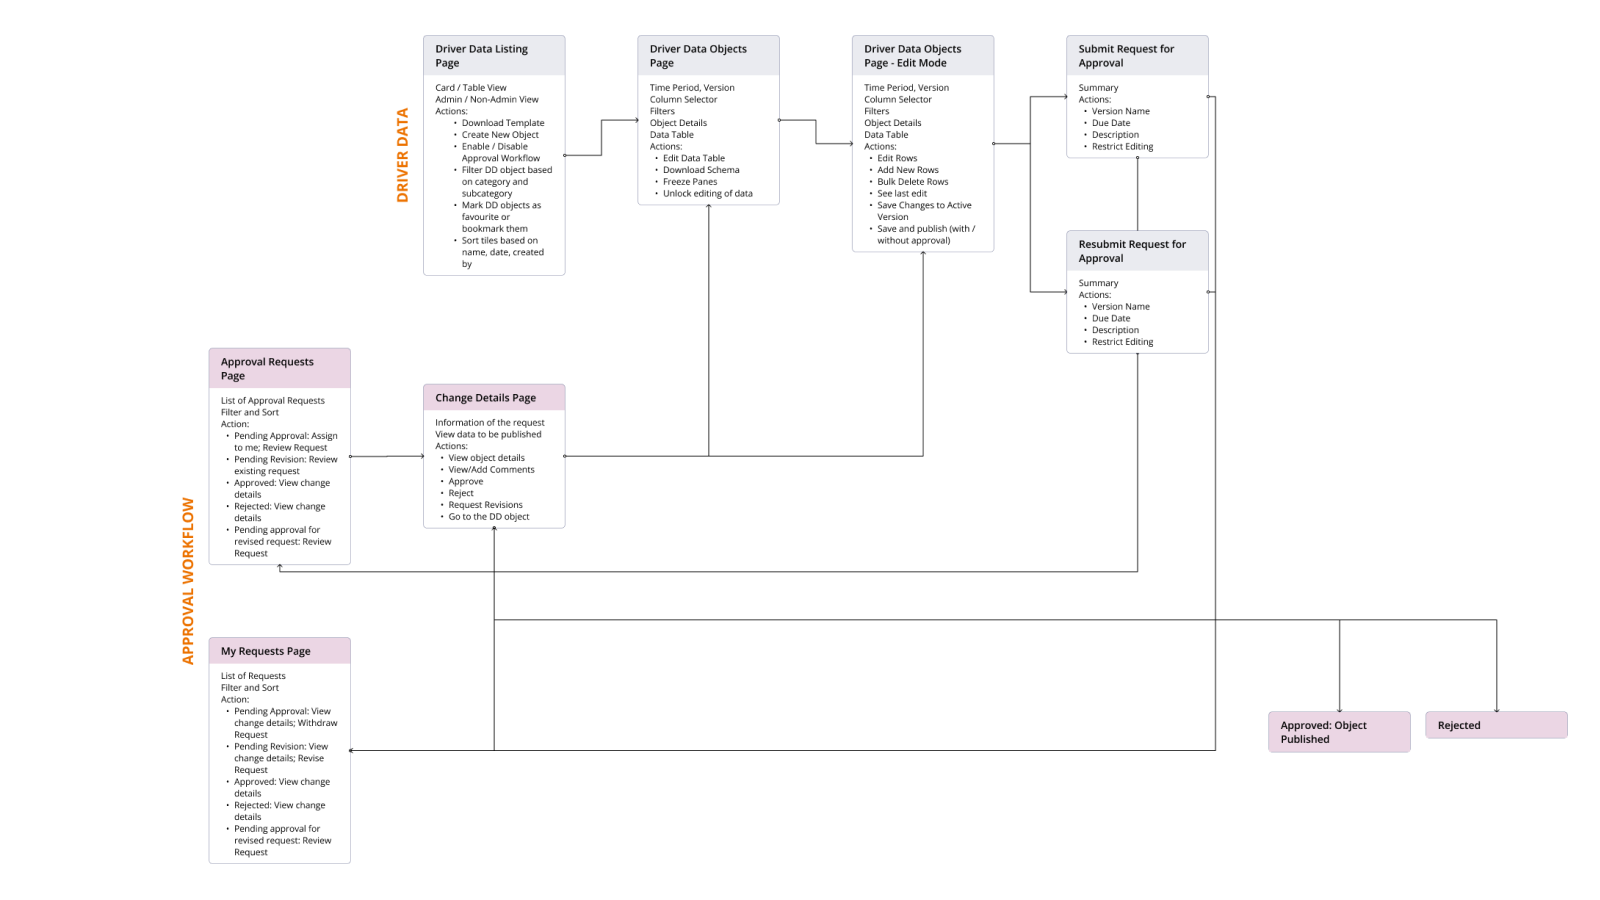 DRIVER DATA
Driver Data Listing
Page
Card / Table View
Admin / Non-Admin View
Actions:
• Download Template
• Create New Object
• Enable / Disable
Approval Workflow
• Filter DD object based
on category and
subcategory
• Mark DD objects as
favourite or
bookmark them
• Sort tiles based on
name, date, created
by
Driver Data Objects
Page
Time Period, Version
Column Selector
Filters
Object Details
Data Table
Actions:
• Edit Data Table
• Download Schema
• Freeze Panes
• Unlock editing of data
Driver Data Objects
Page - Edit Mode
Time Period, Version
Column Selector
Filters
Object Details
Data Table
Actions:
• Edit Rows
• Add New Rows
• Bulk Delete Rows
• See last edit
• Save Changes to Active
Version
• Save and publish (with /
without approval)
Submit Request for
Approval
Summary
Actions:
• Version Name
• Due Date
• Description
• Restrict Editing
Resubmit Request for
Approval
Summary
Actions:
• Version Name
• Due Date
• Description
• Restrict Editing
APPROVAL WORKFLOW
Approval Requests
Page
List of Approval Requests
Filter and Sort
Action:
• Pending Approval: Assign
to me; Review Request
• Pending Revision: Review
existing request
• Approved: View change
details
• Rejected: View change
details
• Pending approval for
revised request: Review
Request
Change Details Page
Information of the request
View data to be published
Actions:
• View object details
• View/Add Comments
• Approve
• Reject
• Request Revisions
• Go to the DD object
My Requests Page
List of Requests
Filter and Sort
Action:
• Pending Approval: View
change details; Withdraw
Request
• Pending Revision: View
change details; Revise
Request
• Approved: View change
details
• Rejected: View change
details
• Pending approval for
revised request: Review
Request
Approved: Object
Published
Rejected